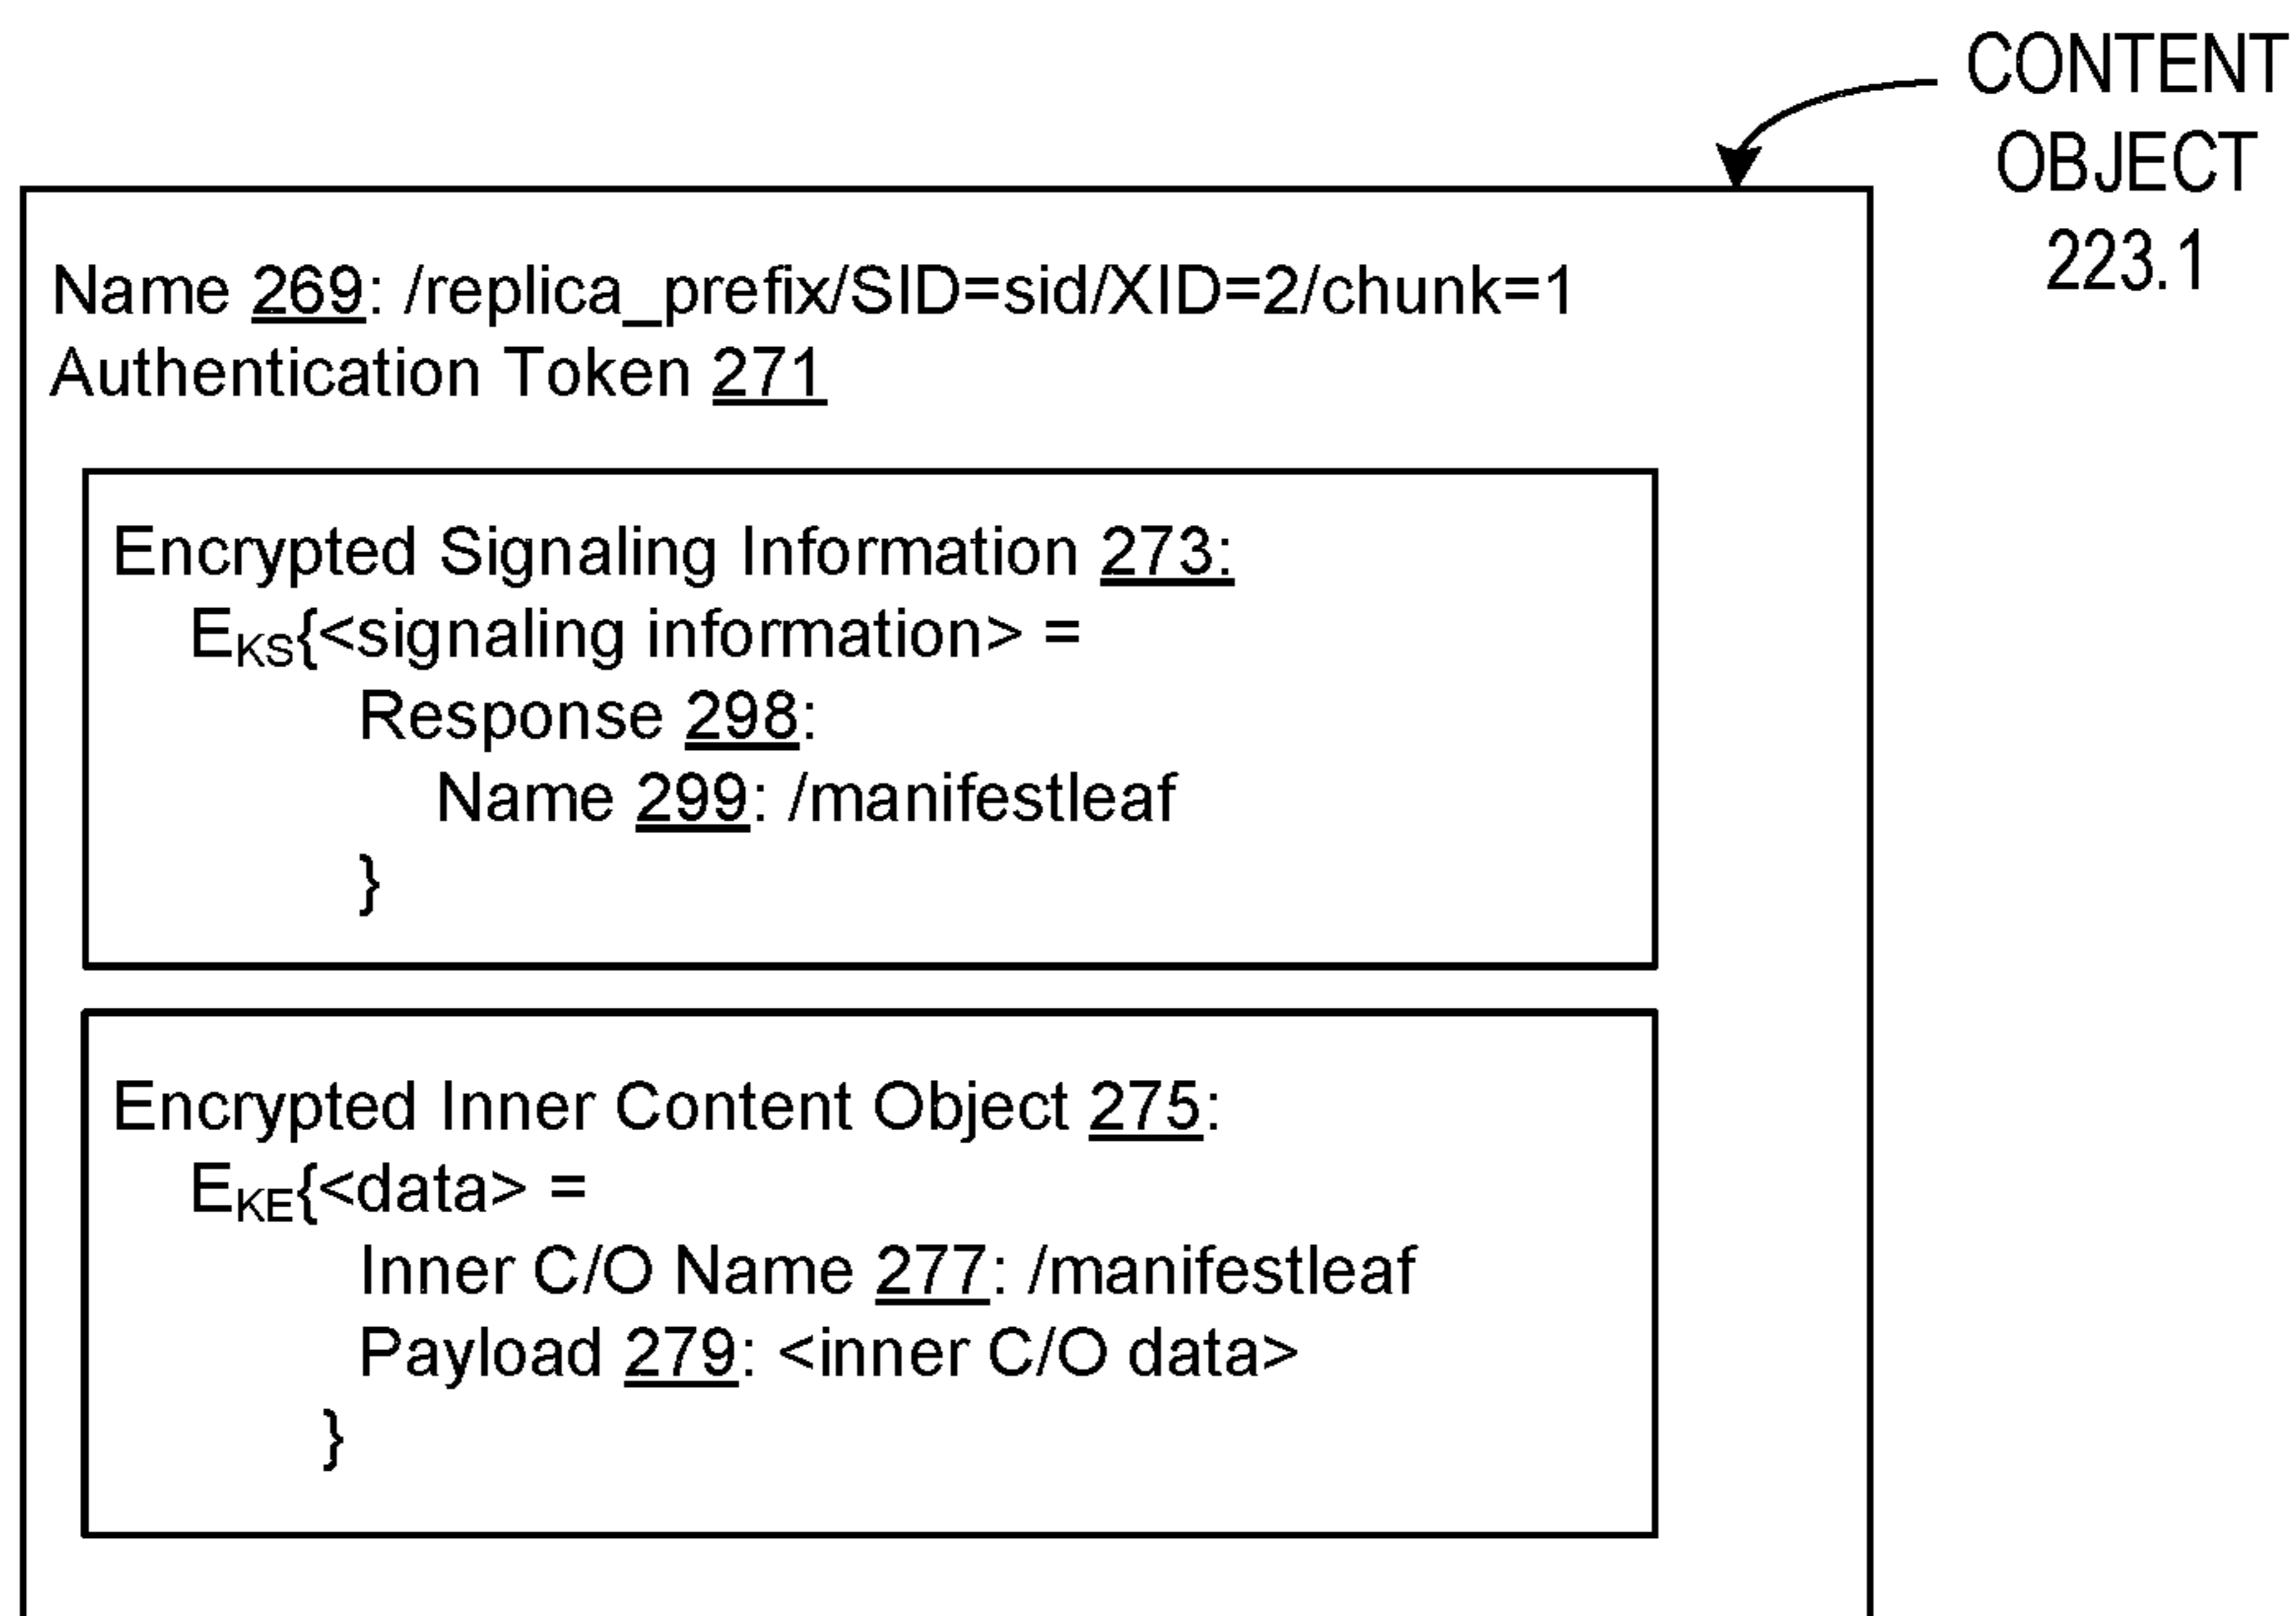 CONTENT
OBJECT
223.1
Name 269: /replica_prefix/SID=sid/XID=2/chunk=1
Authentication Token 271
Encrypted Signaling Information 273:
EKS{<signaling information> =
Response 298:
Name 299: /manifestleaf
}
Encrypted Inner Content Object 275:
EKE{<data> =
Inner C/O Name 277: /manifestleaf
Payload 279: <inner C/O data>
}